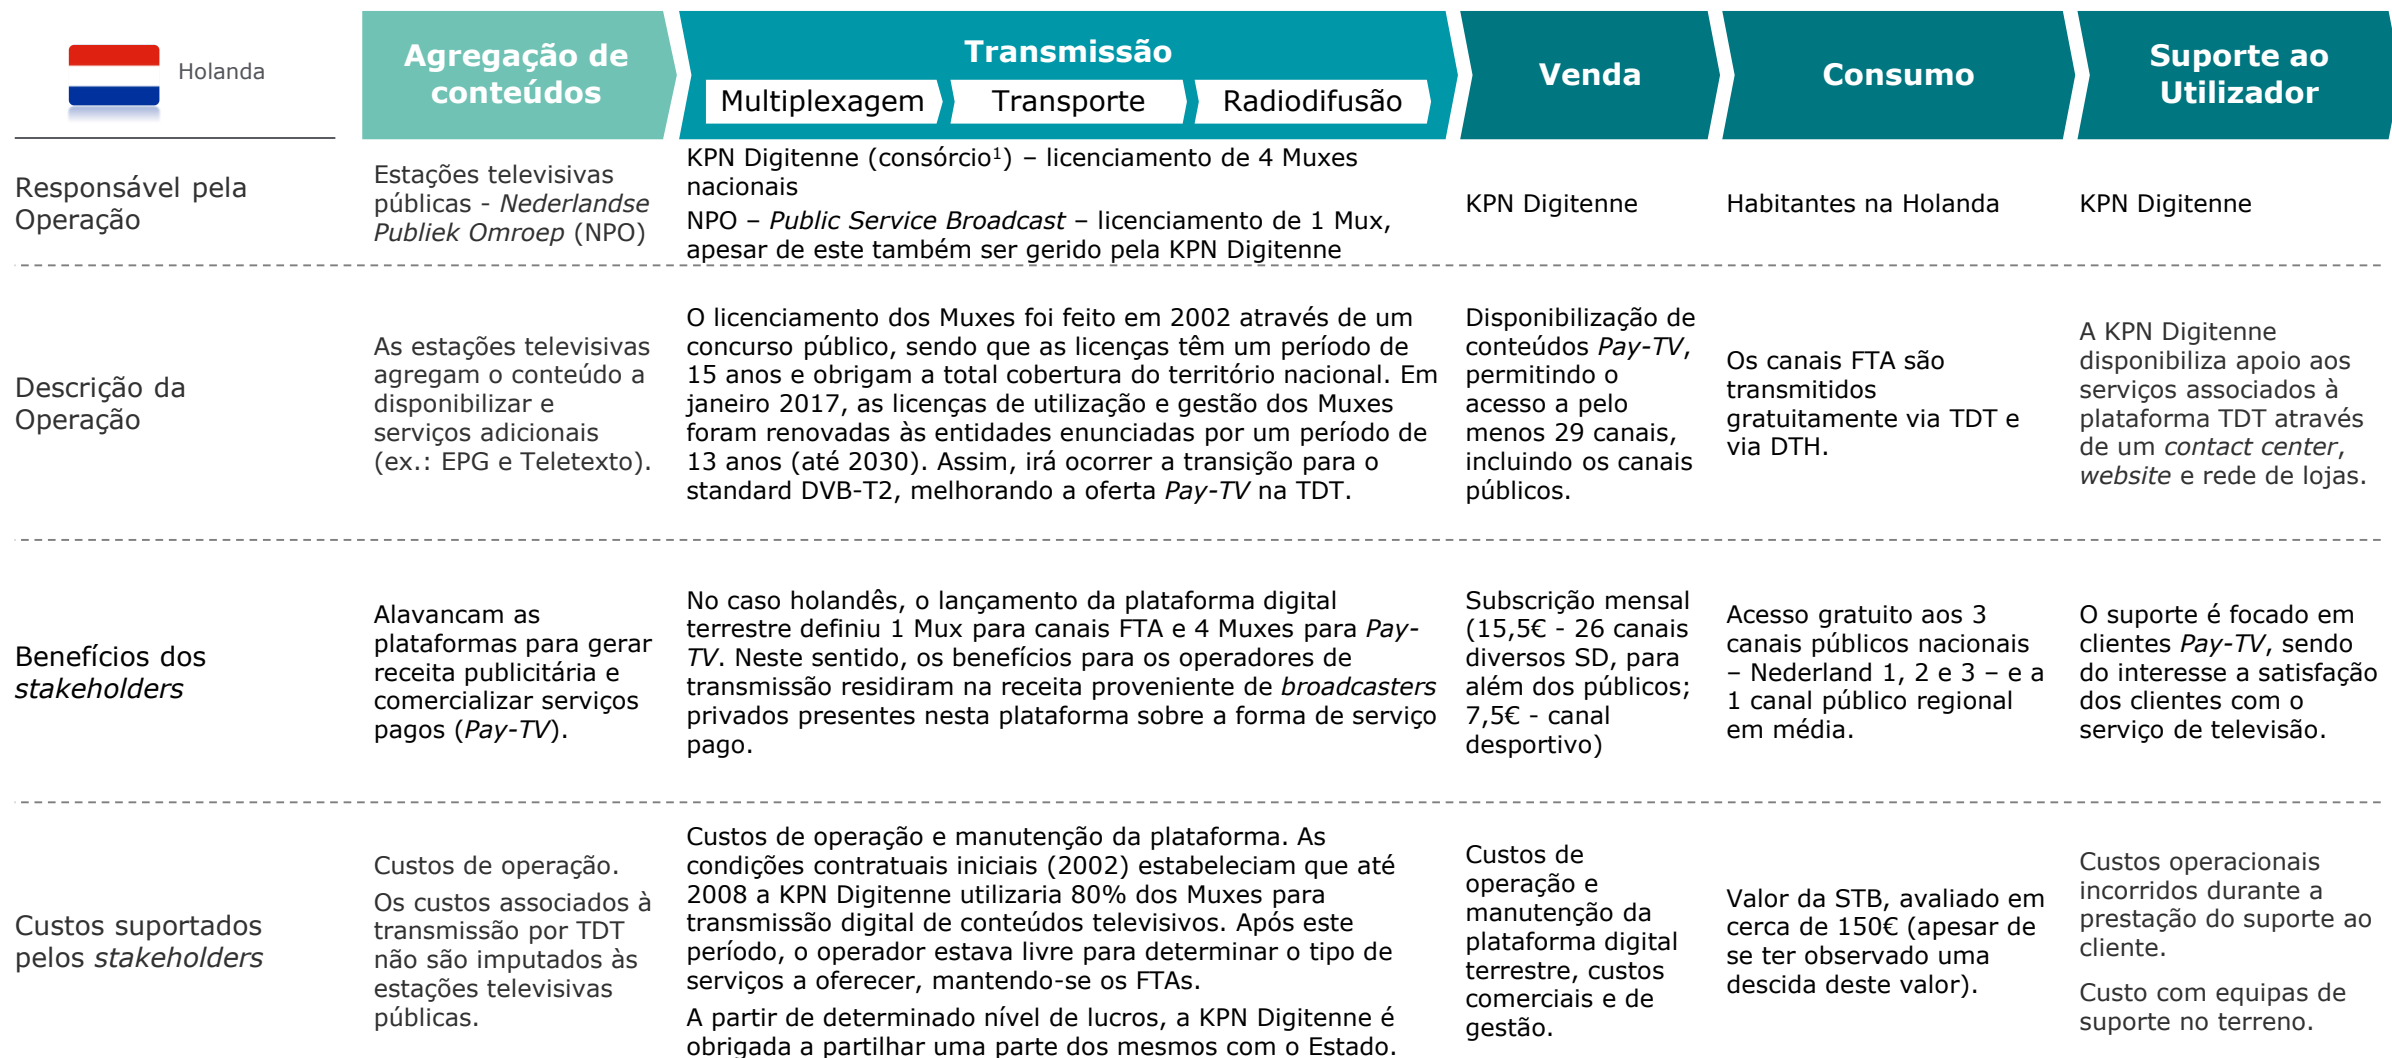 Holanda
Agregação de
conteúdos
Transmissão
Multiplexagem
Transporte
Radiodifusão
Venda
Consumo
Suporte ao
Utilizador
Responsável pela
Operação
Estações televisivas
públicas - Nederlandse
Publiek Omroep (NPO)
KPN Digitenne (consórcio¹) – licenciamento de 4 Muxes
nacionais
NPO – Public Service Broadcast – licenciamento de 1 Mux,
apesar de este também ser gerido pela KPN Digitenne
KPN Digitenne
Habitantes na Holanda
KPN Digitenne
Descrição da
Operação
As estações televisivas
agregam o conteúdo a
disponibilizar e
serviços adicionais
(ex.: EPG e Teletexto).
O licenciamento dos Muxes foi feito em 2002 através de um
concurso público, sendo que as licenças têm um período de
15 anos e obrigam a total cobertura do território nacional. Em
janeiro 2017, as licenças de utilização e gestão dos Muxes
foram renovadas às entidades enunciadas por um período de
13 anos (até 2030). Assim, irá ocorrer a transição para o
standard DVB-T2, melhorando a oferta Pay-TV na TDT.
Disponibilização de
conteúdos Pay-TV,
permitindo o
acesso a pelo
menos 29 canais,
incluindo os canais
públicos.
Os canais FTA são
transmitidos
gratuitamente via TDT e
via DTH.
A KPN Digitenne
disponibiliza apoio aos
serviços associados à
plataforma TDT através
de um contact center,
website e rede de lojas.
Benefícios dos
stakeholders
Alavancam as
plataformas para gerar
receita publicitária e
comercializar serviços
pagos (Pay-TV).
No caso holandês, o lançamento da plataforma digital
terrestre definiu 1 Mux para canais FTA e 4 Muxes para Pay-
TV. Neste sentido, os benefícios para os operadores de
transmissão residiram na receita proveniente de broadcasters
privados presentes nesta plataforma sobre a forma de serviço
pago.
Subscrição mensal
(15,5€ - 26 canais
diversos SD, para
além dos públicos;
7,5€ - canal
desportivo)
Acesso gratuito aos 3
canais públicos nacionais
– Nederland 1, 2 e 3 – e a
1 canal público regional
em média.
O suporte é focado em
clientes Pay-TV, sendo
do interesse a satisfação
dos clientes com o
serviço de televisão.
Custos suportados
pelos stakeholders
Custos de operação.
Os custos associados à
transmissão por TDT
não são imputados às
estações televisivas
públicas.
Custos de operação e manutenção da plataforma. As
condições contratuais iniciais (2002) estabeleciam que até
2008 a KPN Digitenne utilizaria 80% dos Muxes para
transmissão digital de conteúdos televisivos. Após este
período, o operador estava livre para determinar o tipo de
serviços a oferecer, mantendo-se os FTAs.
A partir de determinado nível de lucros, a KPN Digitenne é
obrigada a partilhar uma parte dos mesmos com o Estado.
Custos de
operação e
manutenção da
plataforma digital
terrestre, custos
comerciais e de
gestão.
Valor da STB, avaliado em
cerca de 150€ (apesar de
se ter observado uma
descida deste valor).
Custos operacionais
incorridos durante a
prestação do suporte ao
cliente.
Custo com equipas de
suporte no terreno.